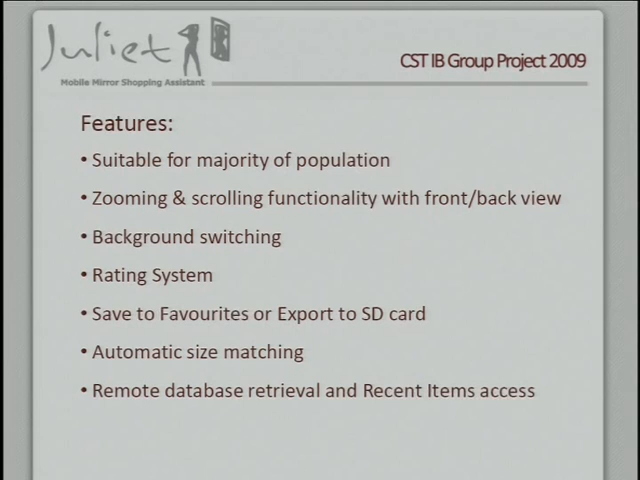 Juliet
CST IB Group Project 2009
Mobile Mirror Shopping Assistant
Features:
• Suitable for majority of population
• Zooming & scrolling functionality with front/back view
• Background switching
• Rating System
• Save to Favourites or Export to SD card
• Automatic size matching
• Remote database retrieval and Recent Items access